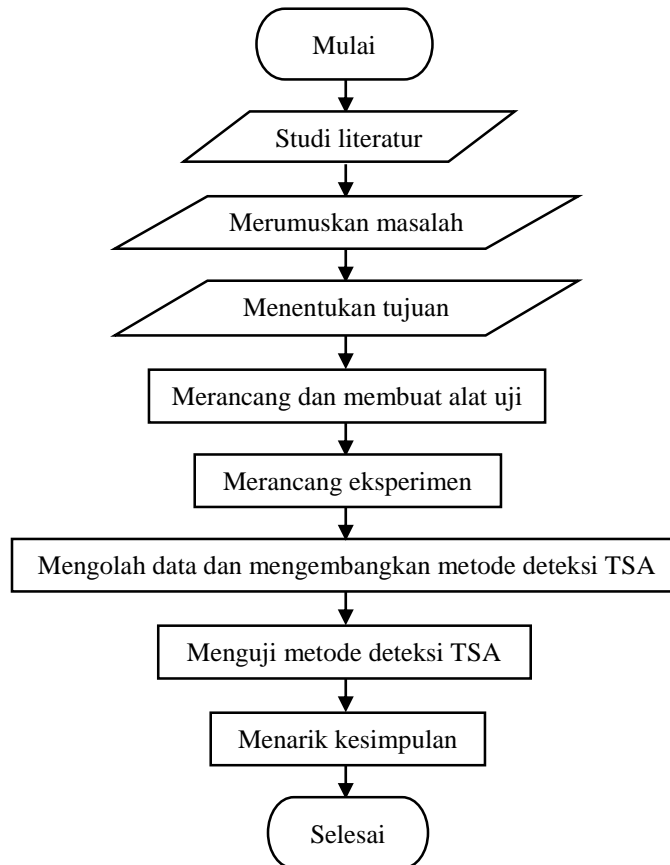 Mulai
Studi literatur
Merumuskan masalah
Menentukan tujuan
Merancang dan membuat alat uji
Merancang eksperimen
Mengolah data dan mengembangkan metode deteksi TSA
Menguji metode deteksi TSA
Menarik kesimpulan
Selesai